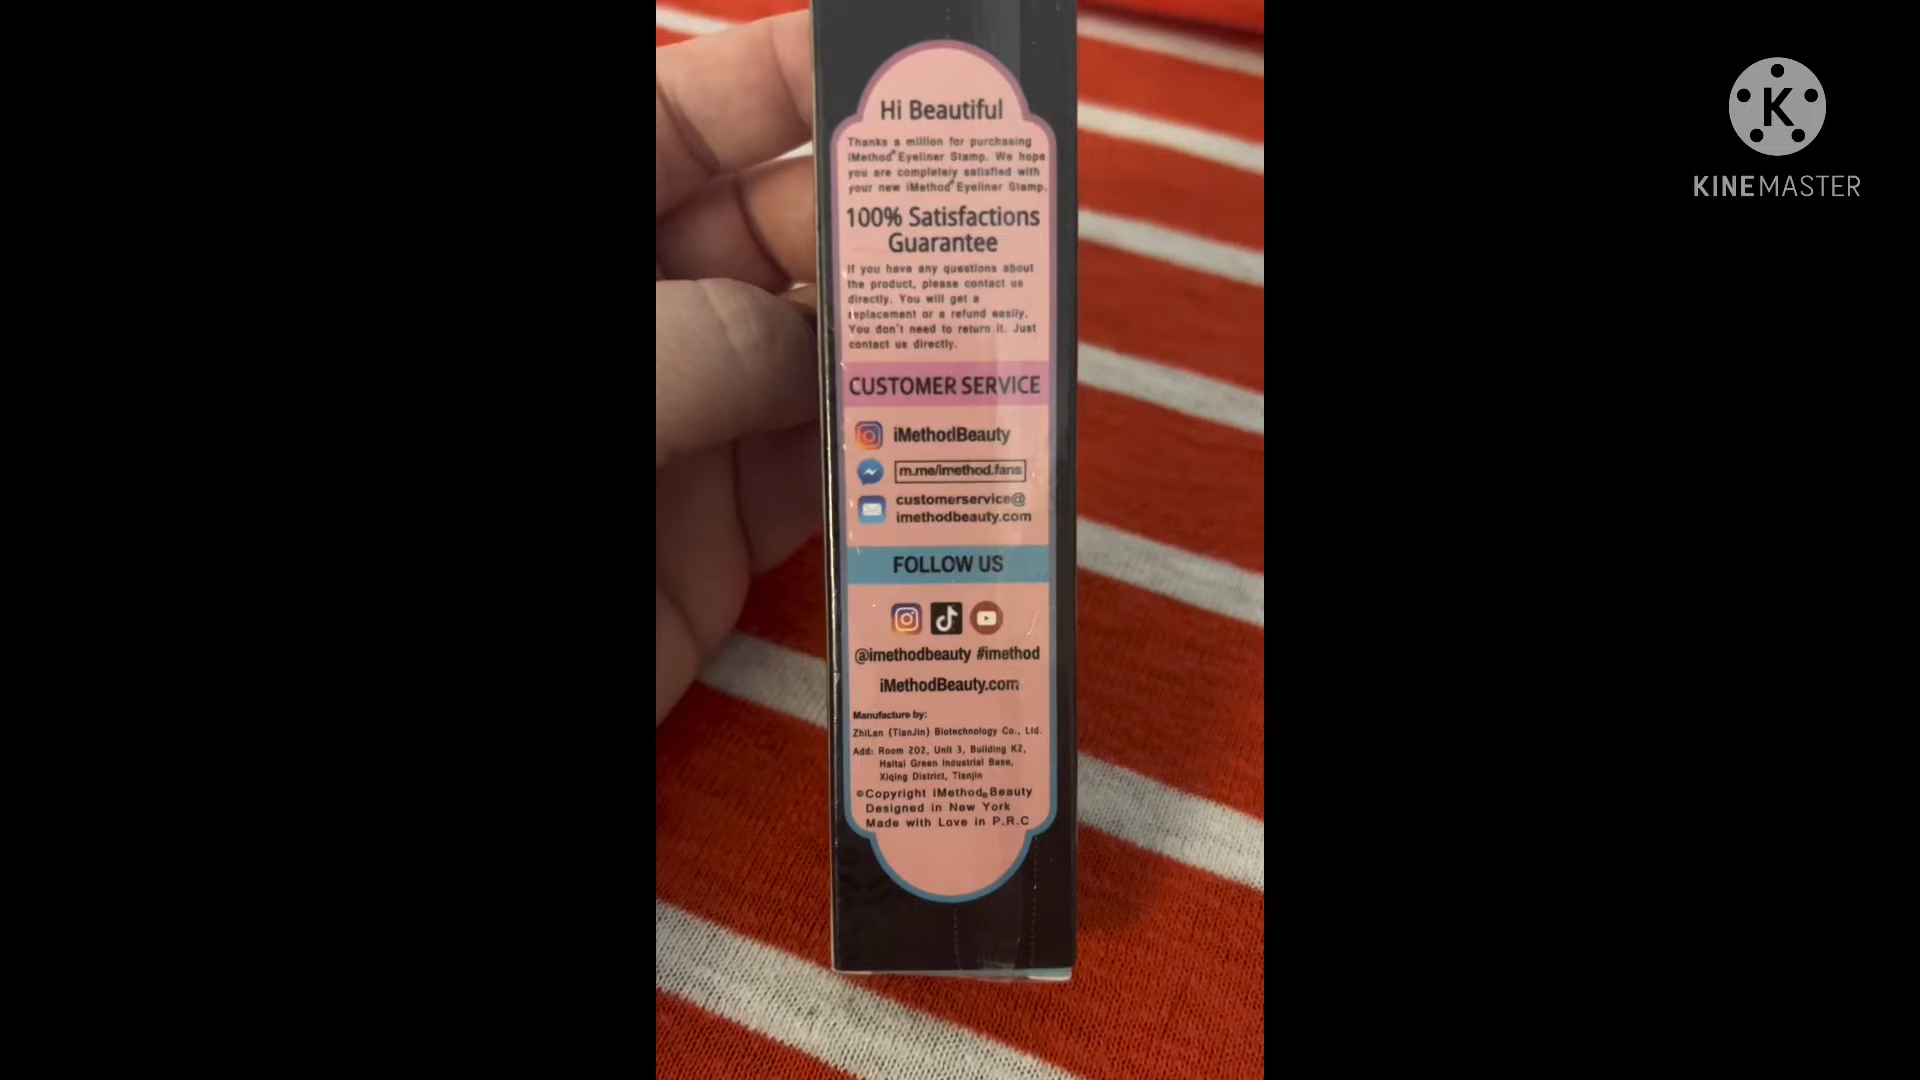 Hi Beautiful
Thanks a million for purchasing
iMethod® Eyeliner Stamp. We hope
you are completely satisfied with
your new iMethod® Eyeliner Stamp.
100% Satisfactions
Guarantee
If you have any questions about
the product, please contact us
directly. You will get a
replacement or a refund easily.
You don't need to return it. Just
contact us directly.
CUSTOMER SERVICE
iMethodBeauty
m.me/imethod.fans
customerservice@
imethodbeauty.com
FOLLOW US
@imethodbeauty #imethod
iMethodBeauty.com
Manufacture by:
ZhiLan (TianJin) Biotechnology Co., Ltd.
Add: Room 202, Unit 3, Building K2,
Haitai Green Industrial Base,
Xiqing District, Tianjin
©Copyright iMethod® Beauty
Designed in New York
Made with Love in P.R.C
K
KINEMASTER